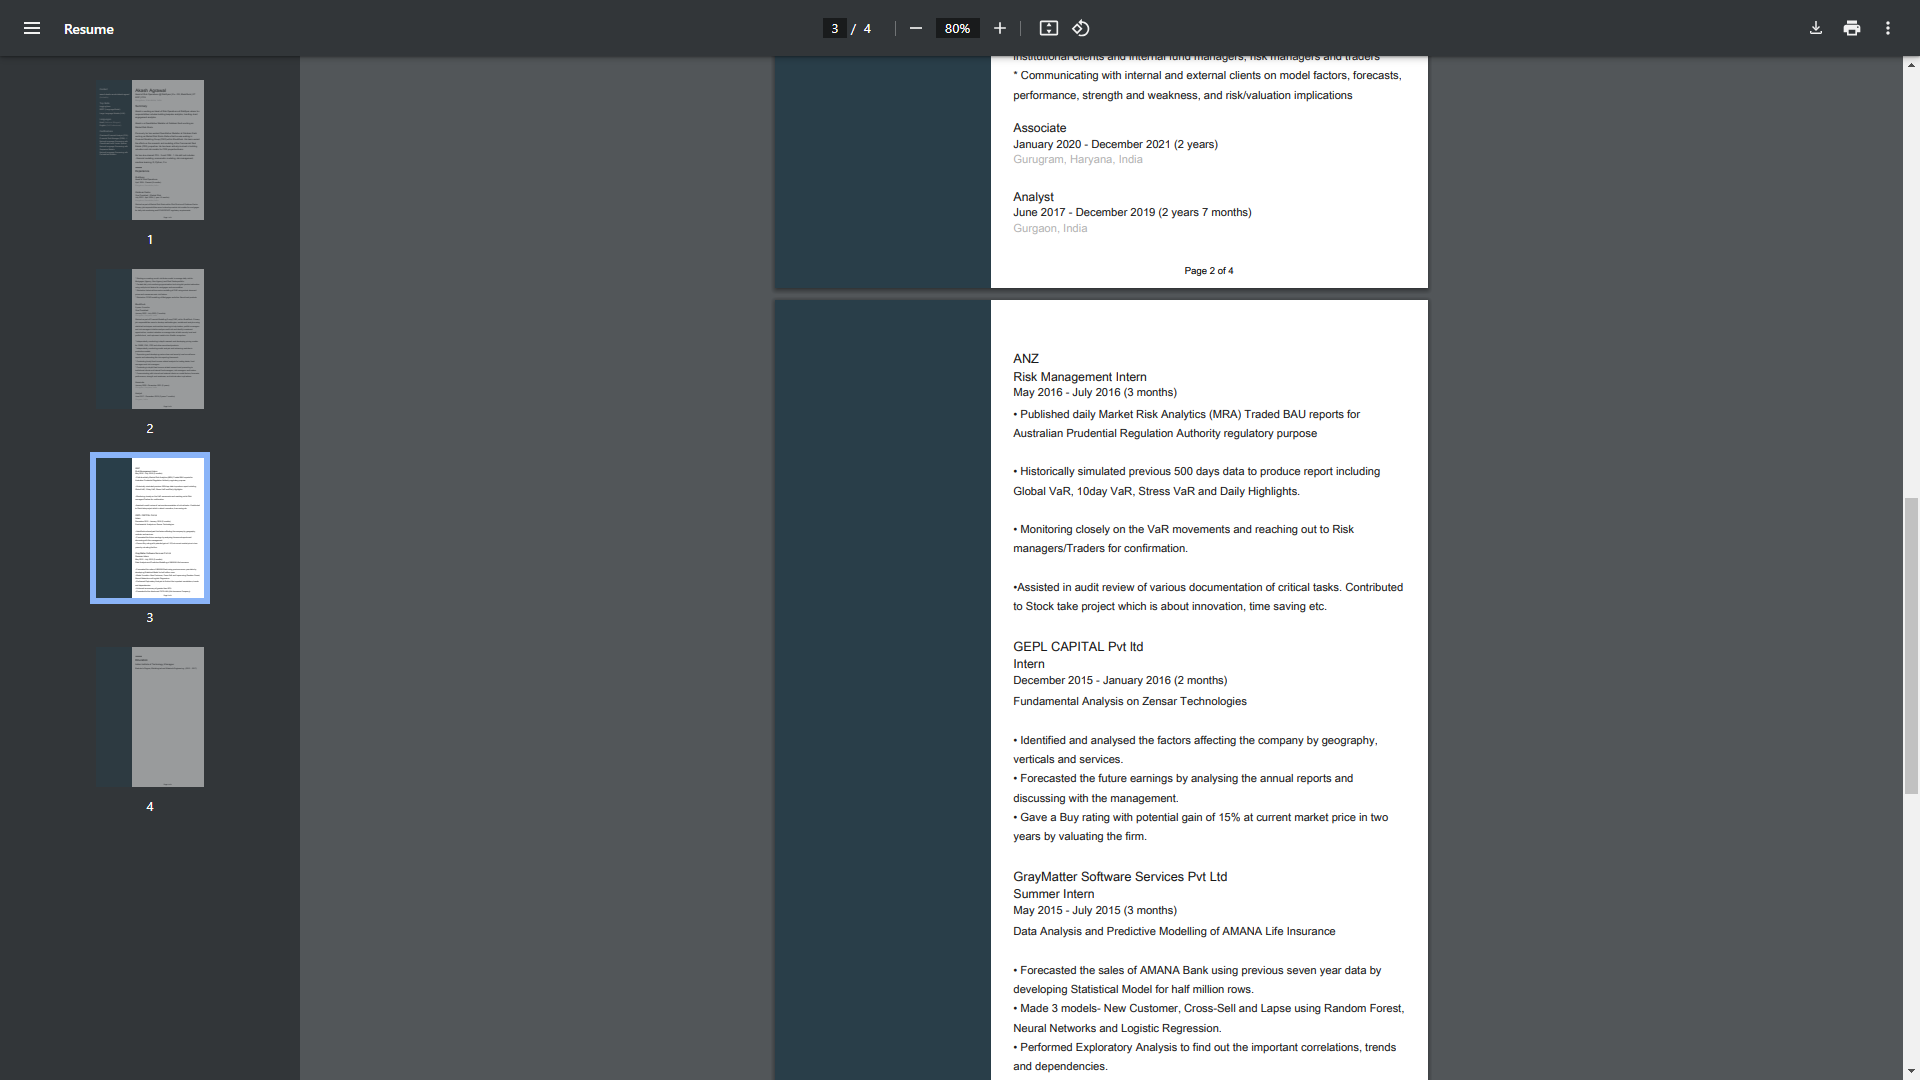 Resume
3 / 4
80%
1
2
3
4
institutional clients and internal fund managers, risk managers and traders
* Communicating with internal and external clients on model factors, forecasts,
performance, strength and weakness, and risk/valuation implications
Associate
January 2020 - December 2021 (2 years)
Gurugram, Haryana, India
Analyst
June 2017 - December 2019 (2 years 7 months)
Gurgaon, India
Page 2 of 4
ANZ
Risk Management Intern
May 2016 - July 2016 (3 months)
• Published daily Market Risk Analytics (MRA) Traded BAU reports for
Australian Prudential Regulation Authority regulatory purpose
• Historically simulated previous 500 days data to produce report including
Global VaR, 10day VaR, Stress VaR and Daily Highlights.
• Monitoring closely on the VaR movements and reaching out to Risk
managers/Traders for confirmation.
•Assisted in audit review of various documentation of critical tasks. Contributed
to Stock take project which is about innovation, time saving etc.
GEPL CAPITAL Pvt ltd
Intern
December 2015 - January 2016 (2 months)
Fundamental Analysis on Zensar Technologies
• Identified and analysed the factors affecting the company by geography,
verticals and services.
• Forecasted the future earnings by analysing the annual reports and
discussing with the management.
• Gave a Buy rating with potential gain of 15% at current market price in two
years by valuating the firm.
GrayMatter Software Services Pvt Ltd
Summer Intern
May 2015 - July 2015 (3 months)
Data Analysis and Predictive Modelling of AMANA Life Insurance
• Forecasted the sales of AMANA Bank using previous seven year data by
developing Statistical Model for half million rows.
• Made 3 models- New Customer, Cross-Sell and Lapse using Random Forest,
Neural Networks and Logistic Regression.
• Performed Exploratory Analysis to find out the important correlations, trends
and dependencies.